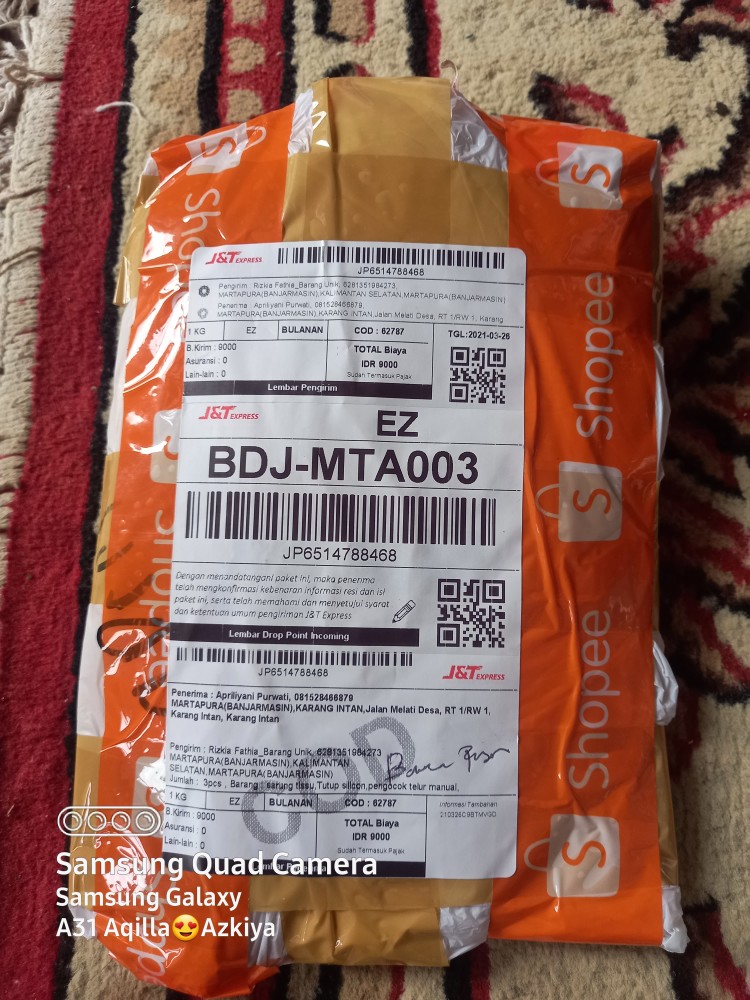 J&T EXPRESS
JP6514788468
Pengirim : Rizkia Fathia_Barang Unik, 6281351984273,
MARTAPURA(BANJARMASIN),KALIMANTAN SELATAN,MARTAPURA(BANJARMASIN)
Penerima : Apriliyani Purwati, 081528466879,
MARTAPURA(BANJARMASIN),KARANG INTAN,Jalan Melati Desa, RT 1/RW 1, Karang
1 KG EZ BULANAN COD : 62787 TGL:2021-03-26
B.Kirim : 9000
Asuransi : 0
Lain-lain : 0
TOTAL Biaya
IDR 9000
Sudah Termasuk Pajak
Lembar Pengirim
J&T EXPRESS
EZ
BDJ-MTA003
JP6514788468
Dengan menandatangani paket ini, maka penerima
telah mengkonfirmasi kebenaran informasi resi dan isi
paket ini, serta telah memahami dan menyetujui syarat
dan ketentuan umum pengiriman J&T Express
Lembar Drop Point Incoming
JP6514788468
J&T EXPRESS
Penerima : Apriliyani Purwati, 081528466879
MARTAPURA(BANJARMASIN),KARANG INTAN,Jalan Melati Desa, RT 1/RW 1,
Karang Intan, Karang Intan
Pengirim : Rizkia Fathia_Barang Unik, 6281351984273
MARTAPURA(BANJARMASIN),KALIMANTAN
SELATAN,MARTAPURA(BANJARMASIN)
Jumlah : 3pcs , Barang : sarung tissu,Tutup silicon,pengocok telur manual,
COD
1 KG EZ BULANAN COD : 62787
B.Kirim : 9000
Asuransi : 0
Lain-lain : 0
TOTAL Biaya
IDR 9000
Sudah Termasuk Pajak
Informasi Tambahan
Shopee
Shopee
Shopee
Shopee
Samsung Quad Camera
Samsung Galaxy
A31 Aqilla😍Azkiya